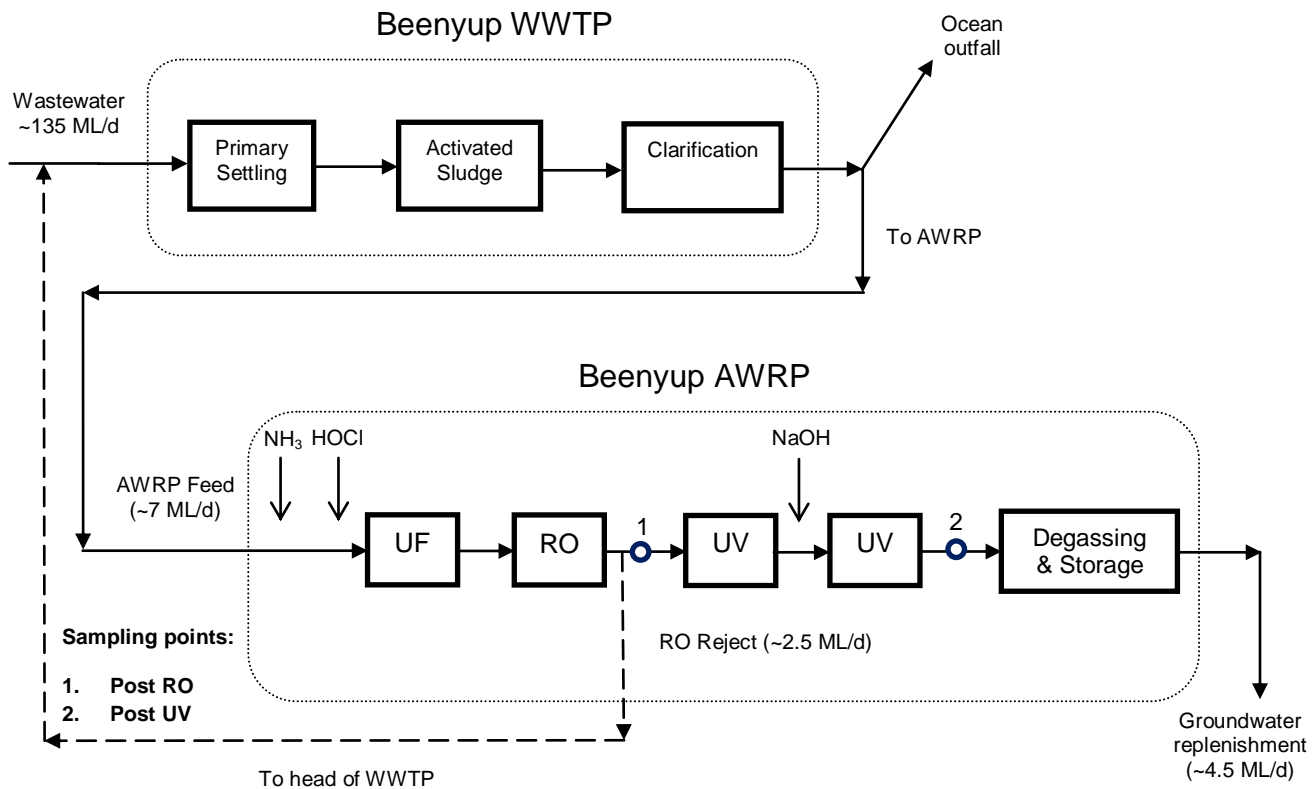 Beenyup WWTP
Ocean
outfall
Wastewater
~135 ML/d
Primary
Settling
Activated
Sludge
Clarification
To AWRP
Beenyup AWRP
NH₃ HOCl
NaOH
AWRP Feed
(~7 ML/d)
UF
RO
1
UV
UV
2
Degassing
& Storage
Sampling points:
1. Post RO
2. Post UV
RO Reject (~2.5 ML/d)
To head of WWTP
Groundwater
replenishment
(~4.5 ML/d)